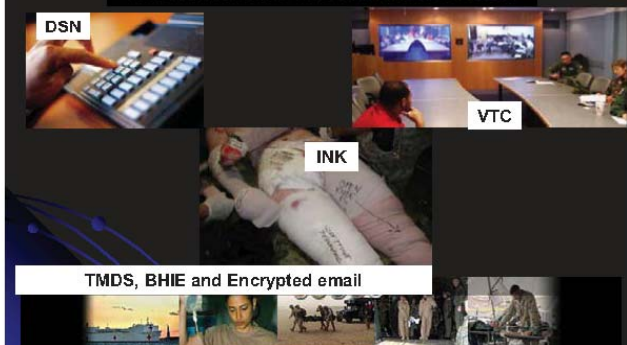 DSN
VTC
INK
TMDS, BHIE and Encrypted email